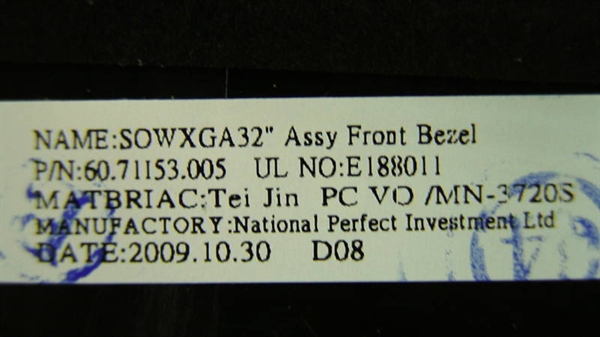 NAME:SOWXGA32" Assy Front Bezel
P/N:60.71153.005 UL NO:E188011
MATBRIAC:Tei Jin PC VO /MN-3720S
MANUFACTORY:National Perfect Investment Ltd
DATE:2009.10.30 D08